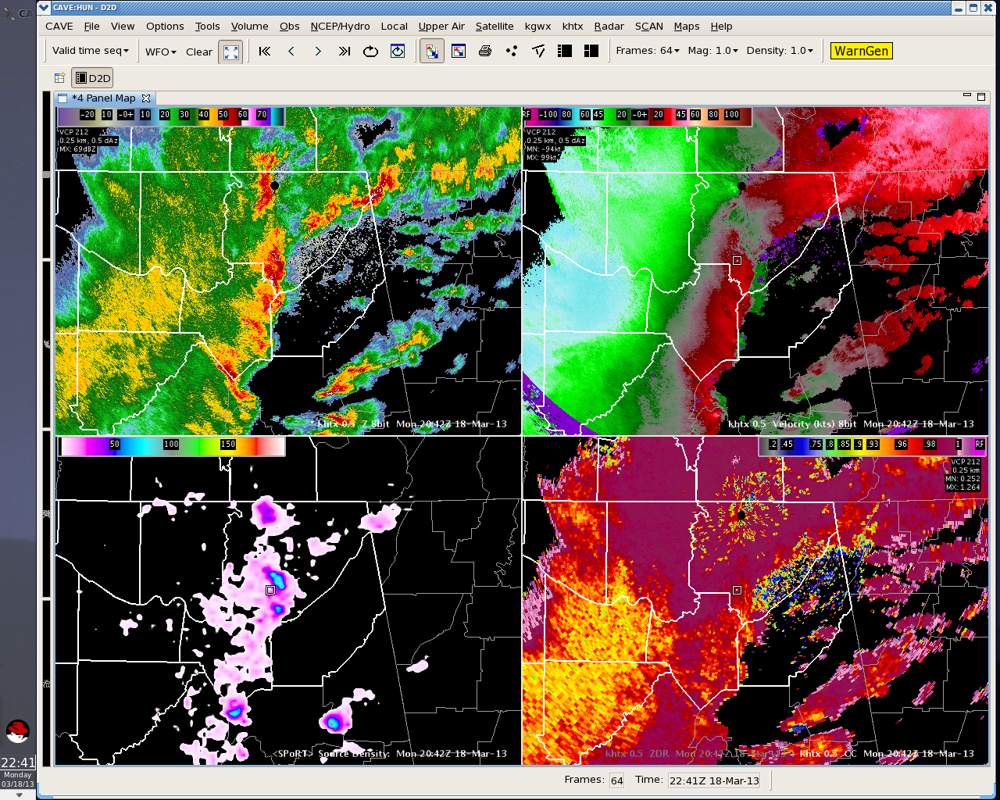 CAVE:HUN - D2D
CAVE File View Options Tools Volume Obs NCEP/Hydro Local Upper Air Satellite kgwx khtx Radar SCAN Maps Help
Valid time seq WFO Clear Frames: 64 Mag: 1.0 Density: 1.0 WarnGen
D2D
*4 Panel Map
-20 10 -0+ 10 20 30 40 50 60 70
VCP 212
0.25 km, 0.5 dAz
MX: 69dBZ
khtx 0.5 Z 8bit Mon 20:42Z 18-Mar-13
RF -100 80 60 45 20 -0+ 20 45 60 80 100
VCP 212
0.25 km, 0.5 dAz
MN: -94kt
MX: 99kt
khtx 0.5 Velocity (kts) 8bit Mon 20:42Z 18-Mar-13
50 100 150
<SPoRT> Source Density: Mon 20:42Z 18-Mar-13
.2 .45 .75 .8 .85 .9 .93 .96 .98 1 RF
VCP 212
0.25 km
MN: 0.252
MX: 1.264
khtx 0.5 ZDR Mon 20:42Z 18-Mar-13 khtx 0.5 CC Mon 20:42Z 18-Mar-13
22:41
Monday
03/18/13
Frames: 64 Time: 22:41Z 18-Mar-13